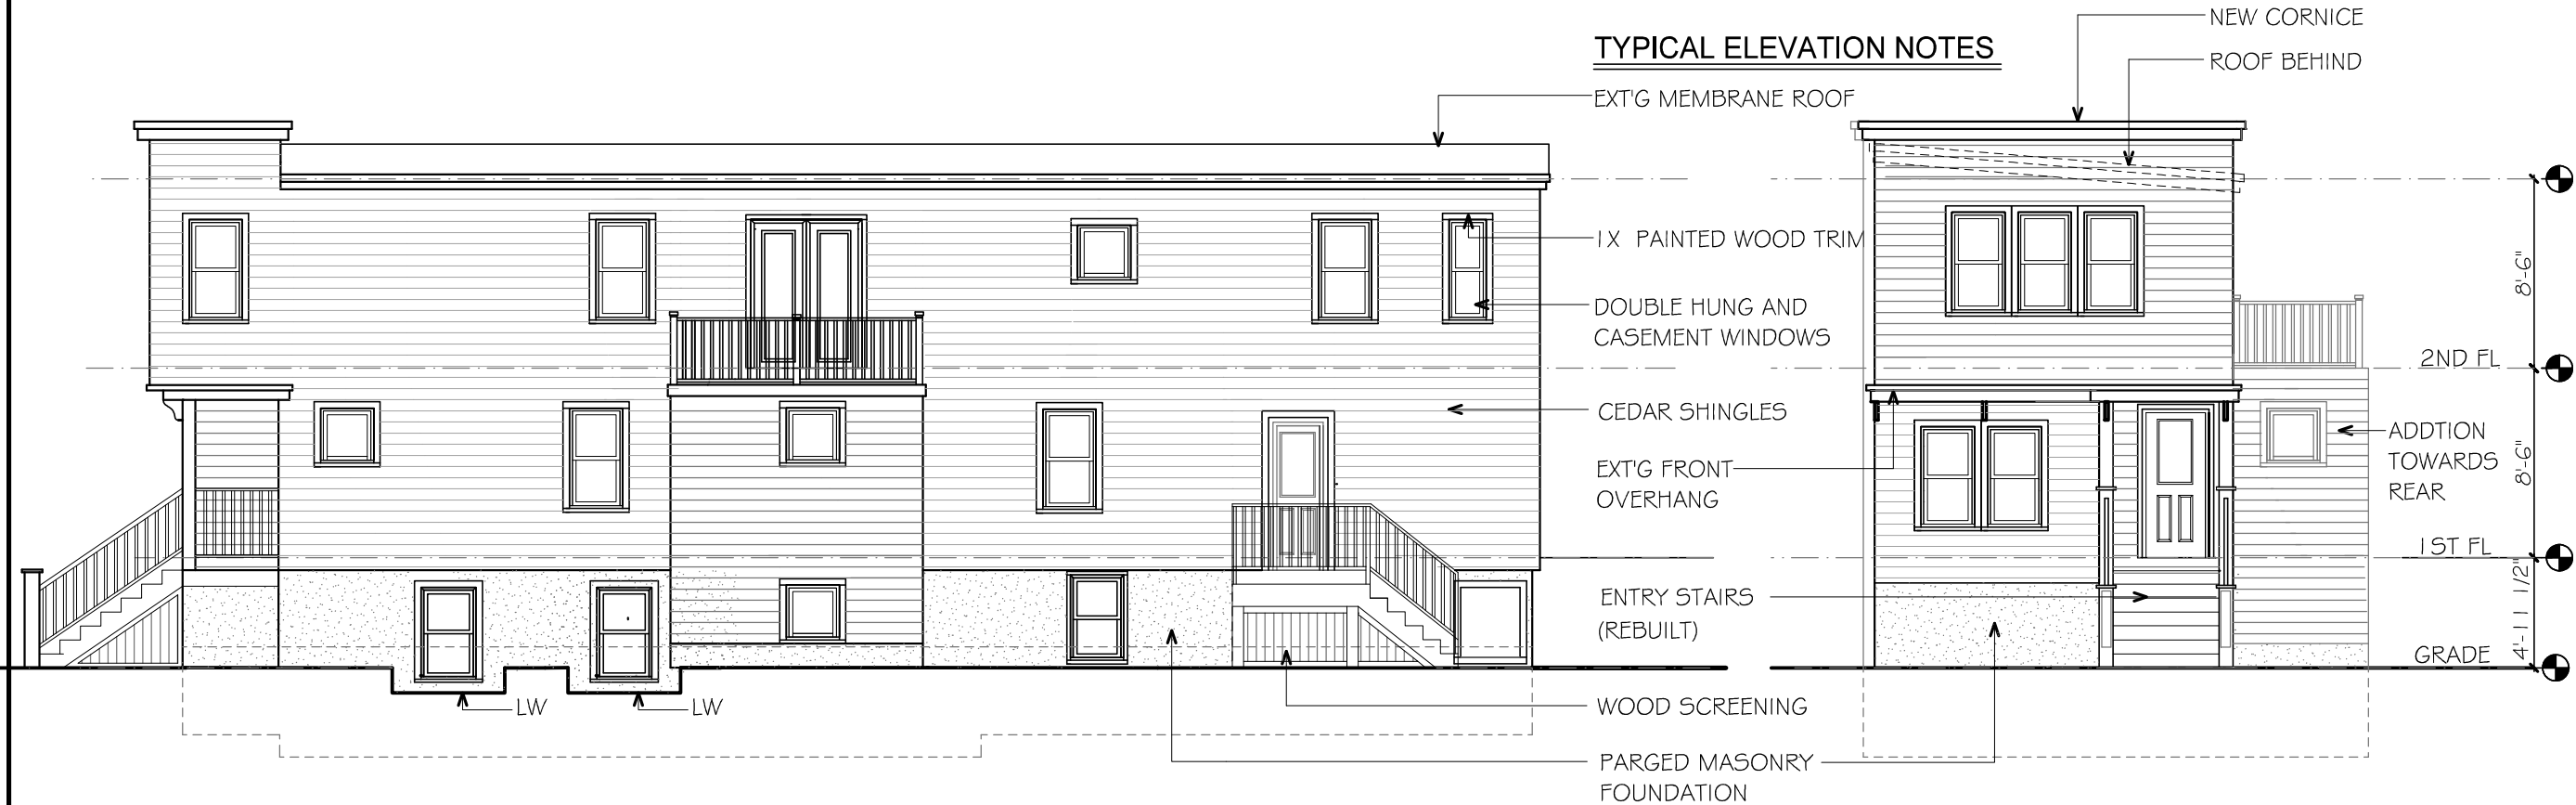 NEW CORNICE
TYPICAL ELEVATION NOTES
ROOF BEHIND
EXT'G MEMBRANE ROOF
1X PAINTED WOOD TRIM
8'-6"
DOUBLE HUNG AND
CASEMENT WINDOWS
2ND FL
CEDAR SHINGLES
ADDTION
TOWARDS
REAR
8'-6"
EXT'G FRONT
OVERHANG
1ST FL
ENTRY STAIRS
(REBUILT)
4'-11 1/2"
GRADE
LW
LW
WOOD SCREENING
PARGED MASONRY
FOUNDATION